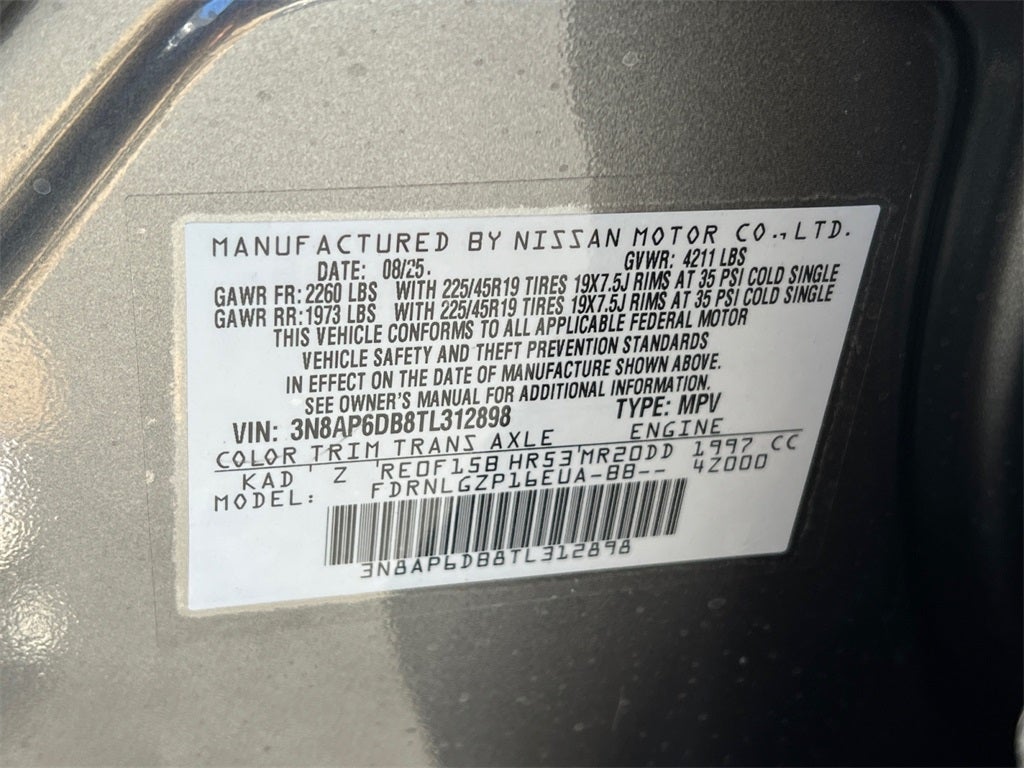 MANUFACTURED BY NISSAN MOTOR CO.,LTD.
DATE: 08/25. GVWR: 4211 LBS
GAWR FR: 2260 LBS WITH 225/45R19 TIRES 19X7.5J RIMS AT 35 PSI COLD SINGLE
GAWR RR: 1973 LBS WITH 225/45R19 TIRES 19X7.5J RIMS AT 35 PSI COLD SINGLE
THIS VEHICLE CONFORMS TO ALL APPLICABLE FEDERAL MOTOR
VEHICLE SAFETY AND THEFT PREVENTION STANDARDS
IN EFFECT ON THE DATE OF MANUFACTURE SHOWN ABOVE.
SEE OWNER'S MANUAL FOR ADDITIONAL INFORMATION.
VIN: 3N8AP6DB8TL312898 TYPE: MPV
COLOR TRIM TRANS AXLE ENGINE
KAD ' Z 'RE0F15B HR53'MR20DD 1997 CC
MODEL: FDRNLGZP16EUA-BB-- 4Z000
3N8AP6DB8TL312898